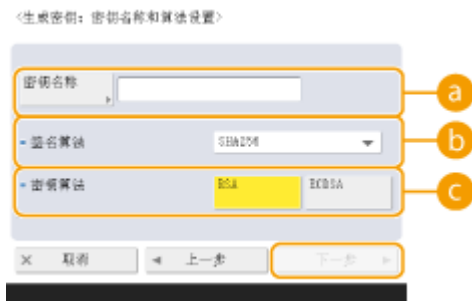 <生成密钥：密钥名称和算法设置>
密钥名称
a
签名算法
SHA256
b
密钥算法
RSA
ECDSA
c
× 取消
◄ 上一步
下一步 ►